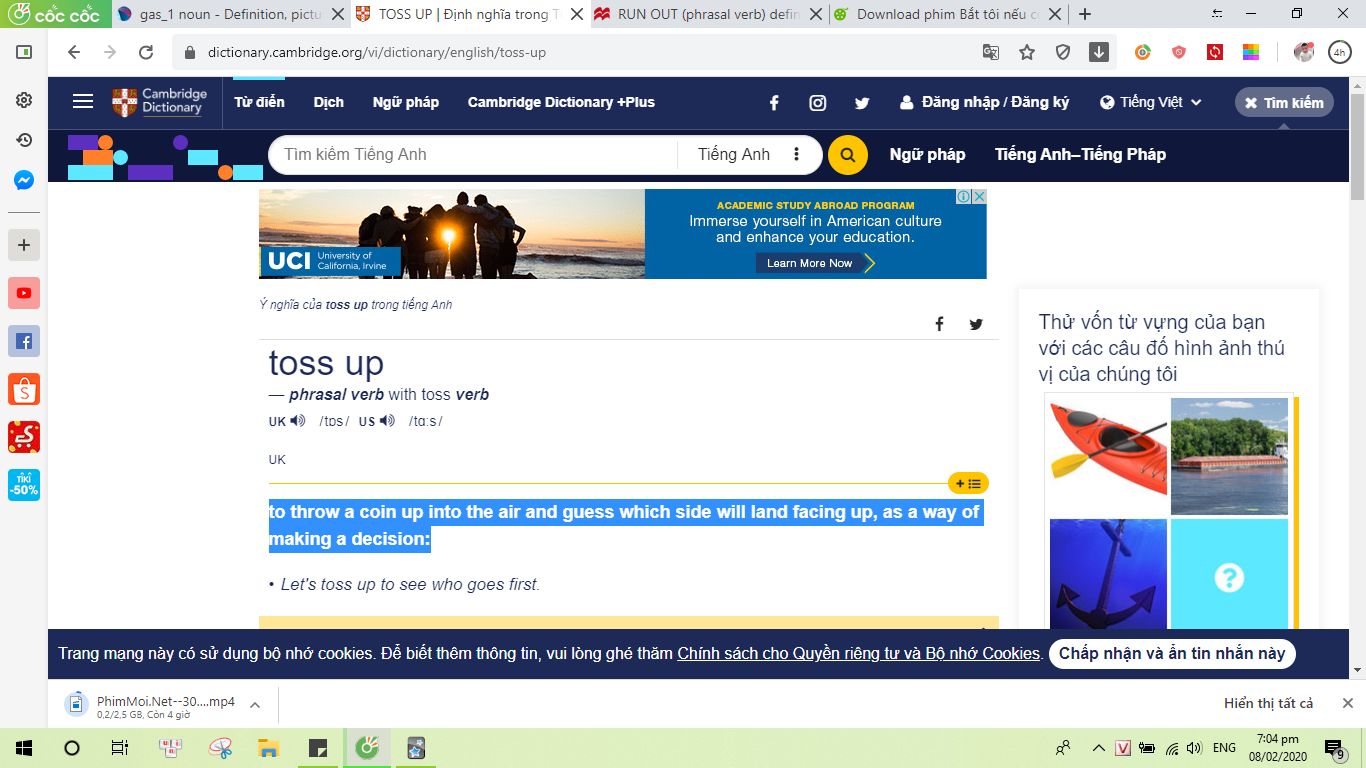 cốc cốc
gas_1 noun - Definition, pictu
TOSS UP | Định nghĩa trong T
RUN OUT (phrasal verb) defin
Download phim Bắt tôi nếu c
dictionary.cambridge.org/vi/dictionary/english/toss-up
4h
Cambridge
Dictionary
Từ điển
Dịch
Ngữ pháp
Cambridge Dictionary +Plus
Đăng nhập / Đăng ký
Tiếng Việt
Tìm kiếm
Tìm kiếm Tiếng Anh
Tiếng Anh
Ngữ pháp
Tiếng Anh–Tiếng Pháp
UCI
University of
California, Irvine
ACADEMIC STUDY ABROAD PROGRAM
Immerse yourself in American culture
and enhance your education.
Learn More Now
Ý nghĩa của toss up trong tiếng Anh
toss up
— phrasal verb with toss verb
UK /tɒs/ US /tɑːs/
UK
to throw a coin up into the air and guess which side will land facing up, as a way of
making a decision:
• Let's toss up to see who goes first.
Thử vốn từ vựng của bạn
với các câu đố hình ảnh thú
vị của chúng tôi
?
TIKI
-50%
Trang mạng này có sử dụng bộ nhớ cookies. Để biết thêm thông tin, vui lòng ghé thăm Chính sách cho Quyền riêng tư và Bộ nhớ Cookies.
Chấp nhận và ẩn tin nhắn này
PhimMoi.Net--30....mp4
0,2/2,5 GB, Còn 4 giờ
Hiển thị tất cả
V
ENG
7:04 pm
08/02/2020
9